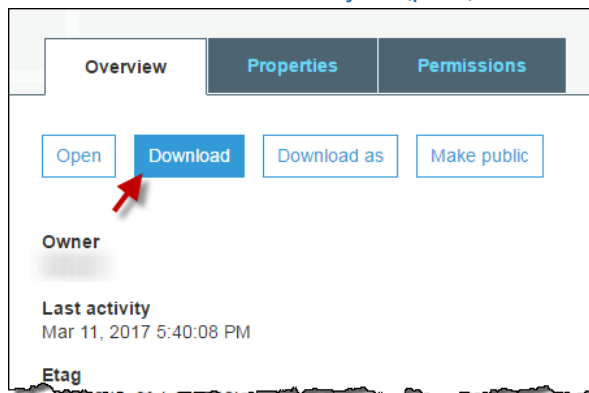 Overview Properties Permissions
Open Download Download as Make public
Owner
Last activity
Mar 11, 2017 5:40:08 PM
Etag